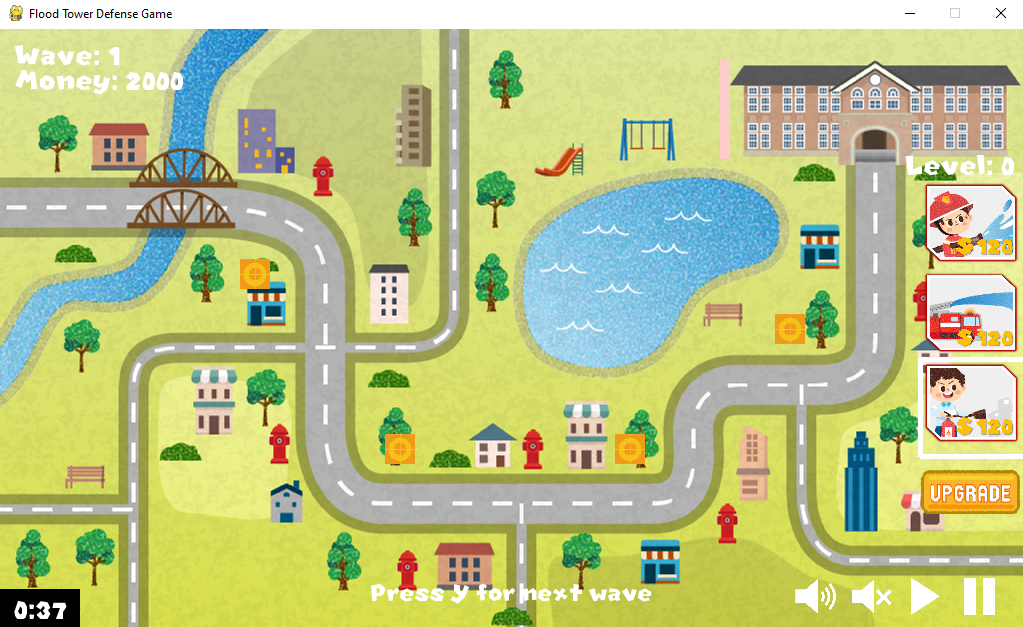 Flood Tower Defense Game
Wave: 1
Money: 2000
Level: 0
$ 120
$ 120
$ 120
UPGRADE
Press y for next wave
0:37